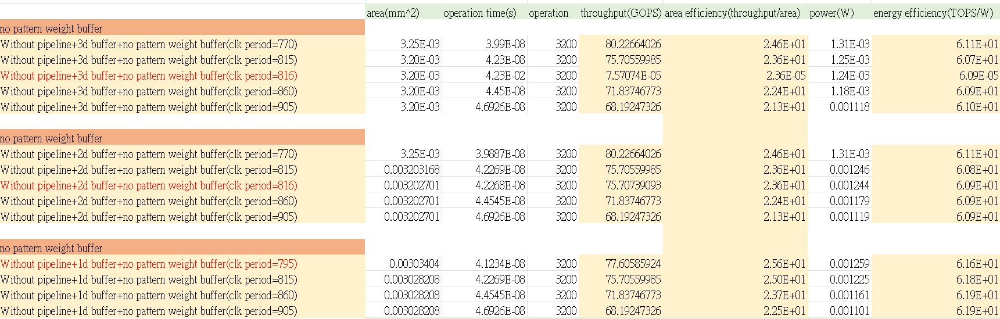 area(mm^2) operation time(s) operation throughput(GOPS) area efficiency(throughput/area) power(W) energy efficiency(TOPS/W)
no pattern weight buffer
Without pipeline+3d buffer+no pattern weight buffer(clk period=770) 3.25E-03 3.99E-08 3200 80.22664026 2.46E+01 1.31E-03 6.11E+01
Without pipeline+3d buffer+no pattern weight buffer(clk period=815) 3.20E-03 4.23E-08 3200 75.70559985 2.36E+01 1.25E-03 6.07E+01
Without pipeline+3d buffer+no pattern weight buffer(clk period=816) 3.20E-03 4.23E-02 3200 7.57074E-05 2.36E-05 1.24E-03 6.09E-05
Without pipeline+3d buffer+no pattern weight buffer(clk period=860) 3.20E-03 4.45E-08 3200 71.83746773 2.24E+01 1.18E-03 6.09E+01
Without pipeline+3d buffer+no pattern weight buffer(clk period=905) 3.20E-03 4.6926E-08 3200 68.19247326 2.13E+01 0.001118 6.10E+01
no pattern weight buffer
Without pipeline+2d buffer+no pattern weight buffer(clk period=770) 3.25E-03 3.9887E-08 3200 80.22664026 2.46E+01 1.31E-03 6.11E+01
Without pipeline+2d buffer+no pattern weight buffer(clk period=815) 0.003203168 4.2269E-08 3200 75.70559985 2.36E+01 0.001246 6.08E+01
Without pipeline+2d buffer+no pattern weight buffer(clk period=816) 0.003202701 4.2268E-08 3200 75.70739093 2.36E+01 0.001244 6.09E+01
Without pipeline+2d buffer+no pattern weight buffer(clk period=860) 0.003202701 4.4545E-08 3200 71.83746773 2.24E+01 0.001179 6.09E+01
Without pipeline+2d buffer+no pattern weight buffer(clk period=905) 0.003202701 4.6926E-08 3200 68.19247326 2.13E+01 0.001119 6.09E+01
no pattern weight buffer
Without pipeline+1d buffer+no pattern weight buffer(clk period=795) 0.00303404 4.1234E-08 3200 77.60585924 2.56E+01 0.001259 6.16E+01
Without pipeline+1d buffer+no pattern weight buffer(clk period=815) 0.003028208 4.2269E-08 3200 75.70559985 2.50E+01 0.001225 6.18E+01
Without pipeline+1d buffer+no pattern weight buffer(clk period=860) 0.003028208 4.4545E-08 3200 71.83746773 2.37E+01 0.001161 6.19E+01
Without pipeline+1d buffer+no pattern weight buffer(clk period=905) 0.003028208 4.6926E-08 3200 68.19247326 2.25E+01 0.001101 6.19E+01